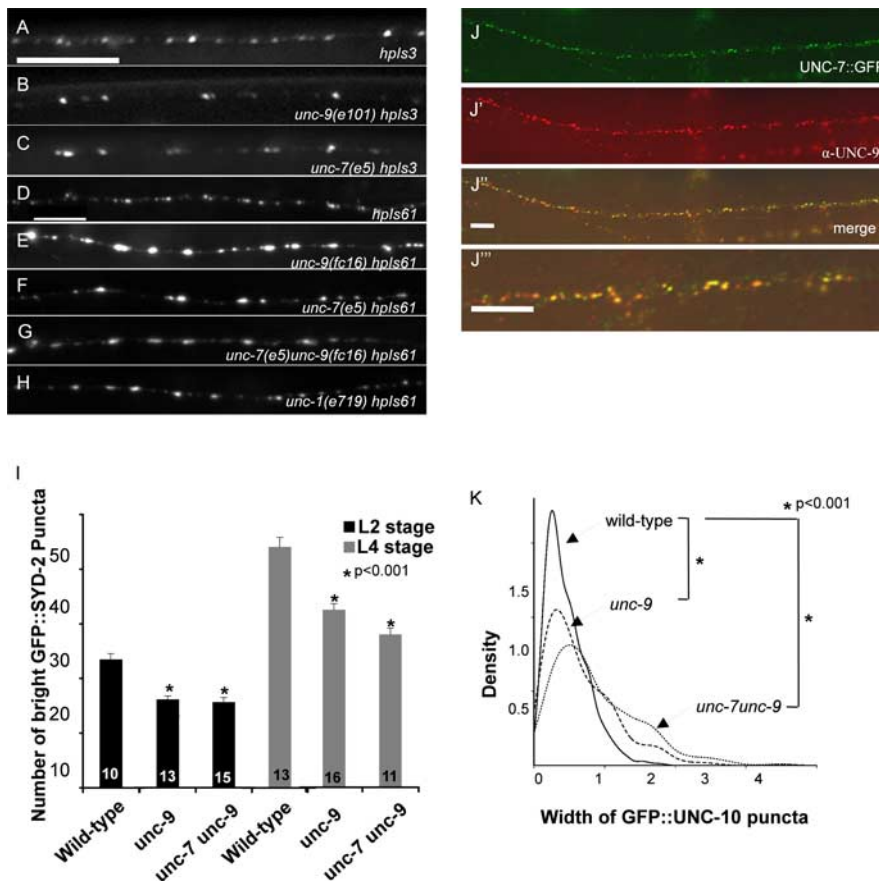 A
hpIs3
B
unc-9(e101) hpIs3
C
unc-7(e5) hpIs3
D
hpIs61
E
unc-9(fc16) hpIs61
F
unc-7(e5) hpIs61
G
unc-7(e5)unc-9(fc16) hpIs61
H
unc-1(e719) hpIs61
J
UNC-7::GFP
J'
α-UNC-9
J''
merge
J'''
I
Number of bright GFP::SYD-2 Puncta
50
40
30
20
10
L2 stage
L4 stage
* p<0.001
* * * *
10 13 15 13 16 11
Wild-type unc-9 unc-7 unc-9 Wild-type unc-9 unc-7 unc-9
K
* p<0.001
wild-type
*
unc-9
*
unc-7unc-9
Density
1.5
1.0
0.5
0 1 2 3 4
Width of GFP::UNC-10 puncta